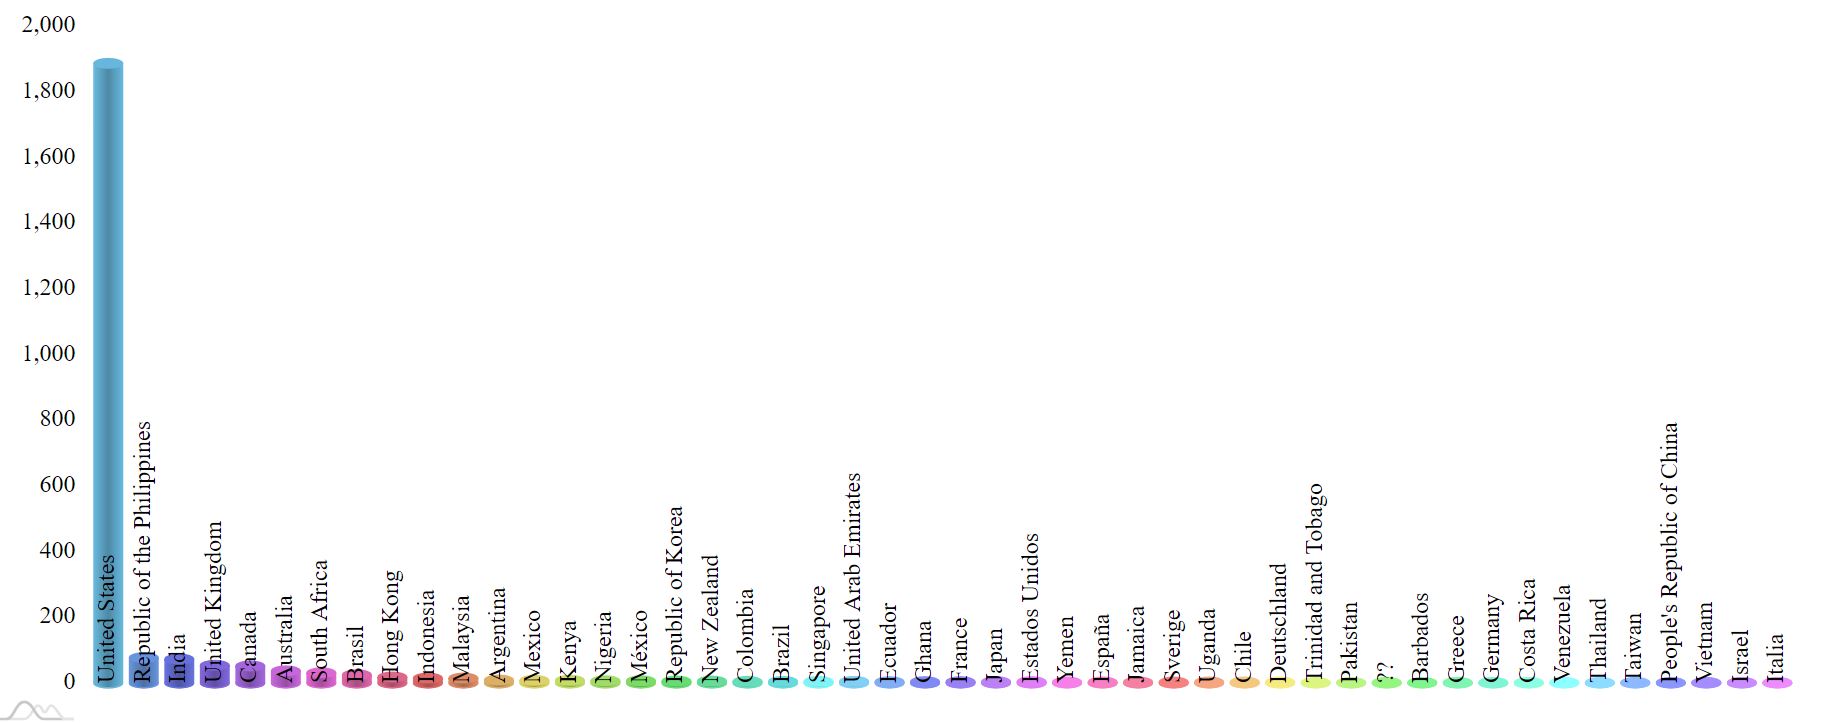 2,000
1,800
1,600
1,400
1,200
1,000
800
600
400
200
0
United States
Republic of the Philippines
India
United Kingdom
Canada
Australia
South Africa
Brasil
Hong Kong
Indonesia
Malaysia
Argentina
Mexico
Kenya
Nigeria
México
Republic of Korea
New Zealand
Colombia
Brazil
Singapore
United Arab Emirates
Ecuador
Ghana
France
Japan
Estados Unidos
Yemen
España
Jamaica
Sverige
Uganda
Chile
Deutschland
Trinidad and Tobago
Pakistan
??
Barbados
Greece
Germany
Costa Rica
Venezuela
Thailand
Taiwan
People's Republic of China
Vietnam
Israel
Italia